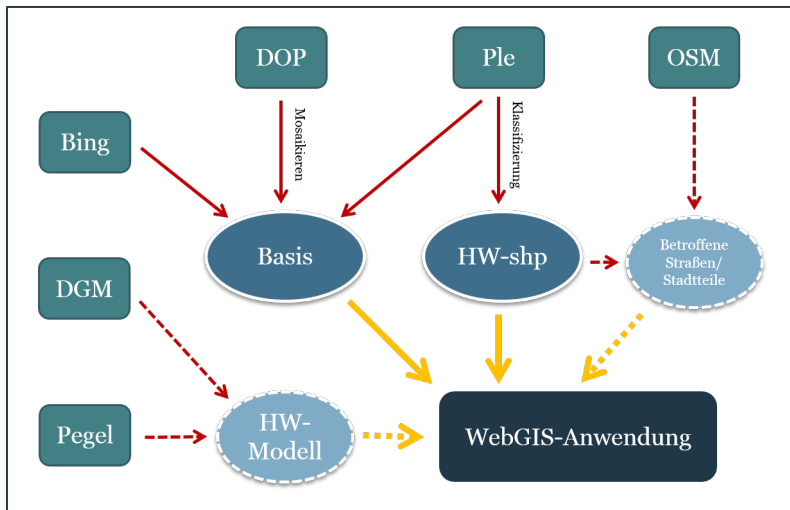 DOP
Ple
OSM
Bing
Mosaikieren
Klassifizierung
Basis
HW-shp
Betroffene
Straßen/
Stadtteile
DGM
Pegel
HW-
Modell
WebGIS-Anwendung